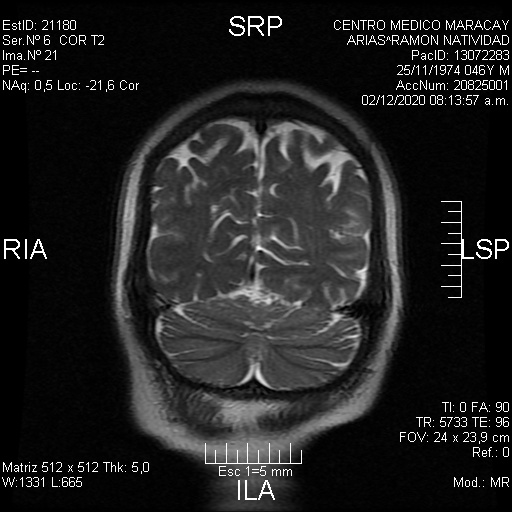 EstID: 21180
Ser.Nº 6 COR T2
Ima.Nº 21
PE= --
NAq: 0,5 Loc: -21,6 Cor
SRP
CENTRO MEDICO MARACAY
ARIAS^RAMON NATIVIDAD
PacID: 13072283
25/11/1974 046Y M
AccNum: 20825001
02/12/2020 08:13:57 a.m.
RIA
LSP
TI: 0 FA: 90
TR: 5733 TE: 96
FOV: 24 x 23,9 cm
Ref.: 0
Mod.: MR
Matriz 512 x 512 Thk: 5,0
W:1331 L:665
Esc 1=5 mm
ILA